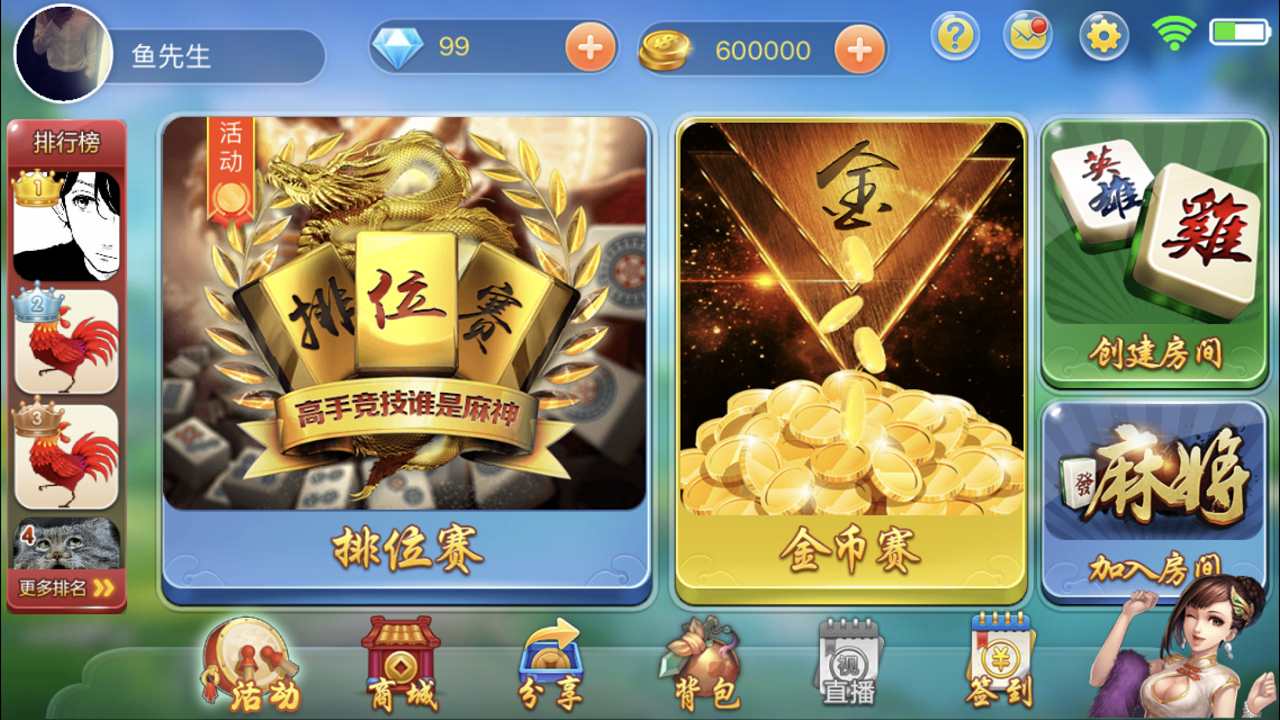 鱼先生
99
600000
排行榜
1
2
3
4
更多排名
活动
排位赛
高手竞技谁是麻神
排位赛
金
金币赛
英雄
雞
创建房间
發
麻将
加入房间
活动
商城
分享
背包
视
直播
签到